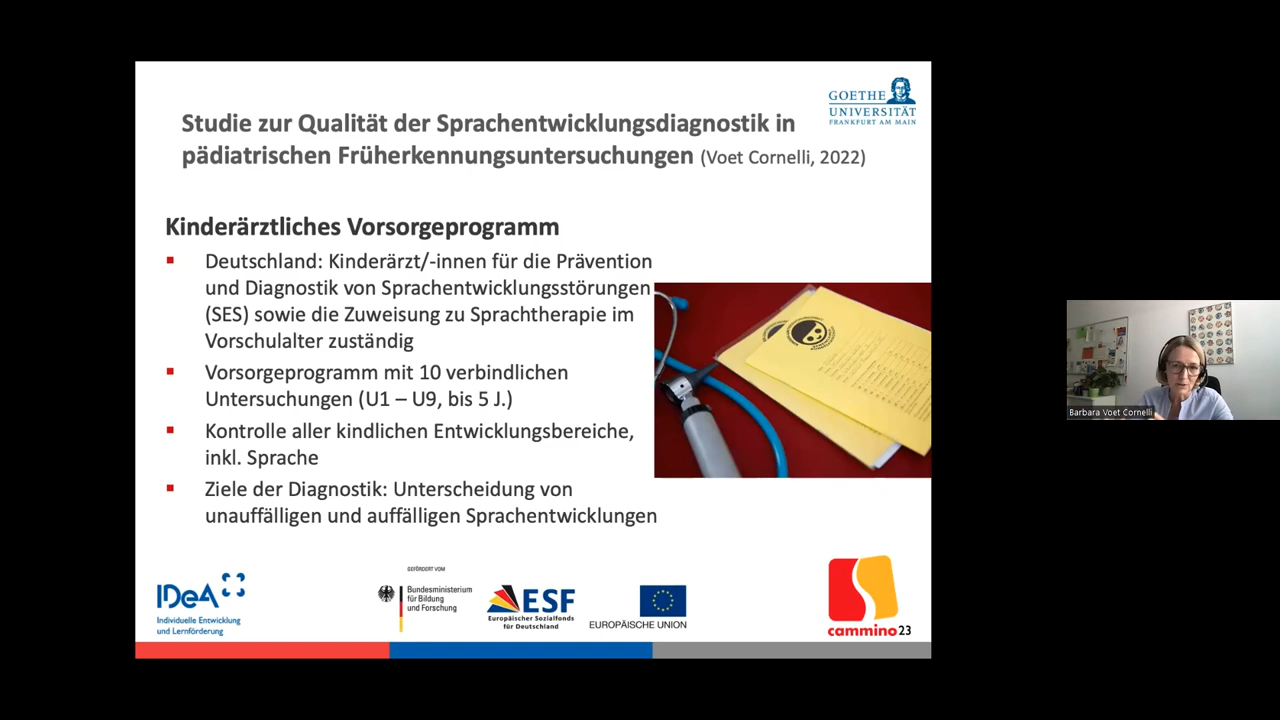 GOETHE
UNIVERSITÄT
FRANKFURT AM MAIN
Studie zur Qualität der Sprachentwicklungsdiagnostik in
pädiatrischen Früherkennungsuntersuchungen (Voet Cornelli, 2022)
Kinderärztliches Vorsorgeprogramm
▪ Deutschland: Kinderärzt/-innen für die Prävention
und Diagnostik von Sprachentwicklungsstörungen
(SES) sowie die Zuweisung zu Sprachtherapie im
Vorschulalter zuständig
▪ Vorsorgeprogramm mit 10 verbindlichen
Untersuchungen (U1 – U9, bis 5 J.)
▪ Kontrolle aller kindlichen Entwicklungsbereiche,
inkl. Sprache
▪ Ziele der Diagnostik: Unterscheidung von
unauffälligen und auffälligen Sprachentwicklungen
Barbara Voet Cornelli
IDeA
Individuelle Entwicklung
und Lernförderung
GEFÖRDERT VOM
Bundesministerium
für Bildung
und Forschung
ESF
Europäischer Sozialfonds
für Deutschland
EUROPÄISCHE UNION
cammino23